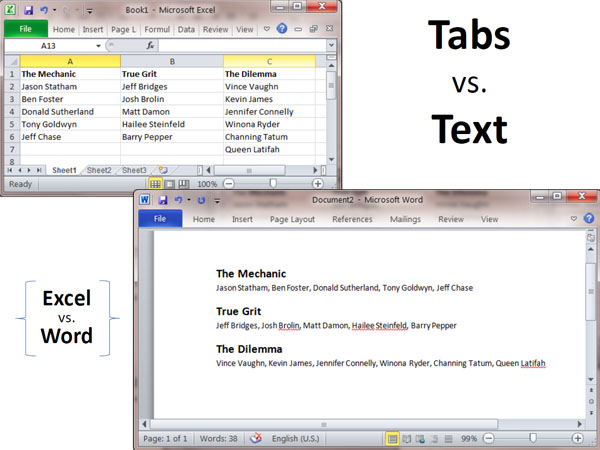 Book1 - Microsoft Excel
File Home Insert Page L Formul Data Review View
A13 fx
A B C
1 The Mechanic True Grit The Dilemma
2 Jason Statham Jeff Bridges Vince Vaughn
3 Ben Foster Josh Brolin Kevin James
4 Donald Sutherland Matt Damon Jennifer Connelly
5 Tony Goldwyn Hailee Steinfeld Winona Ryder
6 Jeff Chase Barry Pepper Channing Tatum
7 Queen Latifah
8
Sheet1 Sheet2 Sheet3
Ready 100%
Tabs
vs.
Text
Document2 - Microsoft Word
File Home Insert Page Layout References Mailings Review View
The Mechanic
Jason Statham, Ben Foster, Donald Sutherland, Tony Goldwyn, Jeff Chase
True Grit
Jeff Bridges, Josh Brolin, Matt Damon, Hailee Steinfeld, Barry Pepper
The Dilemma
Vince Vaughn, Kevin James, Jennifer Connelly, Winona Ryder, Channing Tatum, Queen Latifah
Page: 1 of 1 Words: 38 English (U.S.) 99%
Excel
vs.
Word